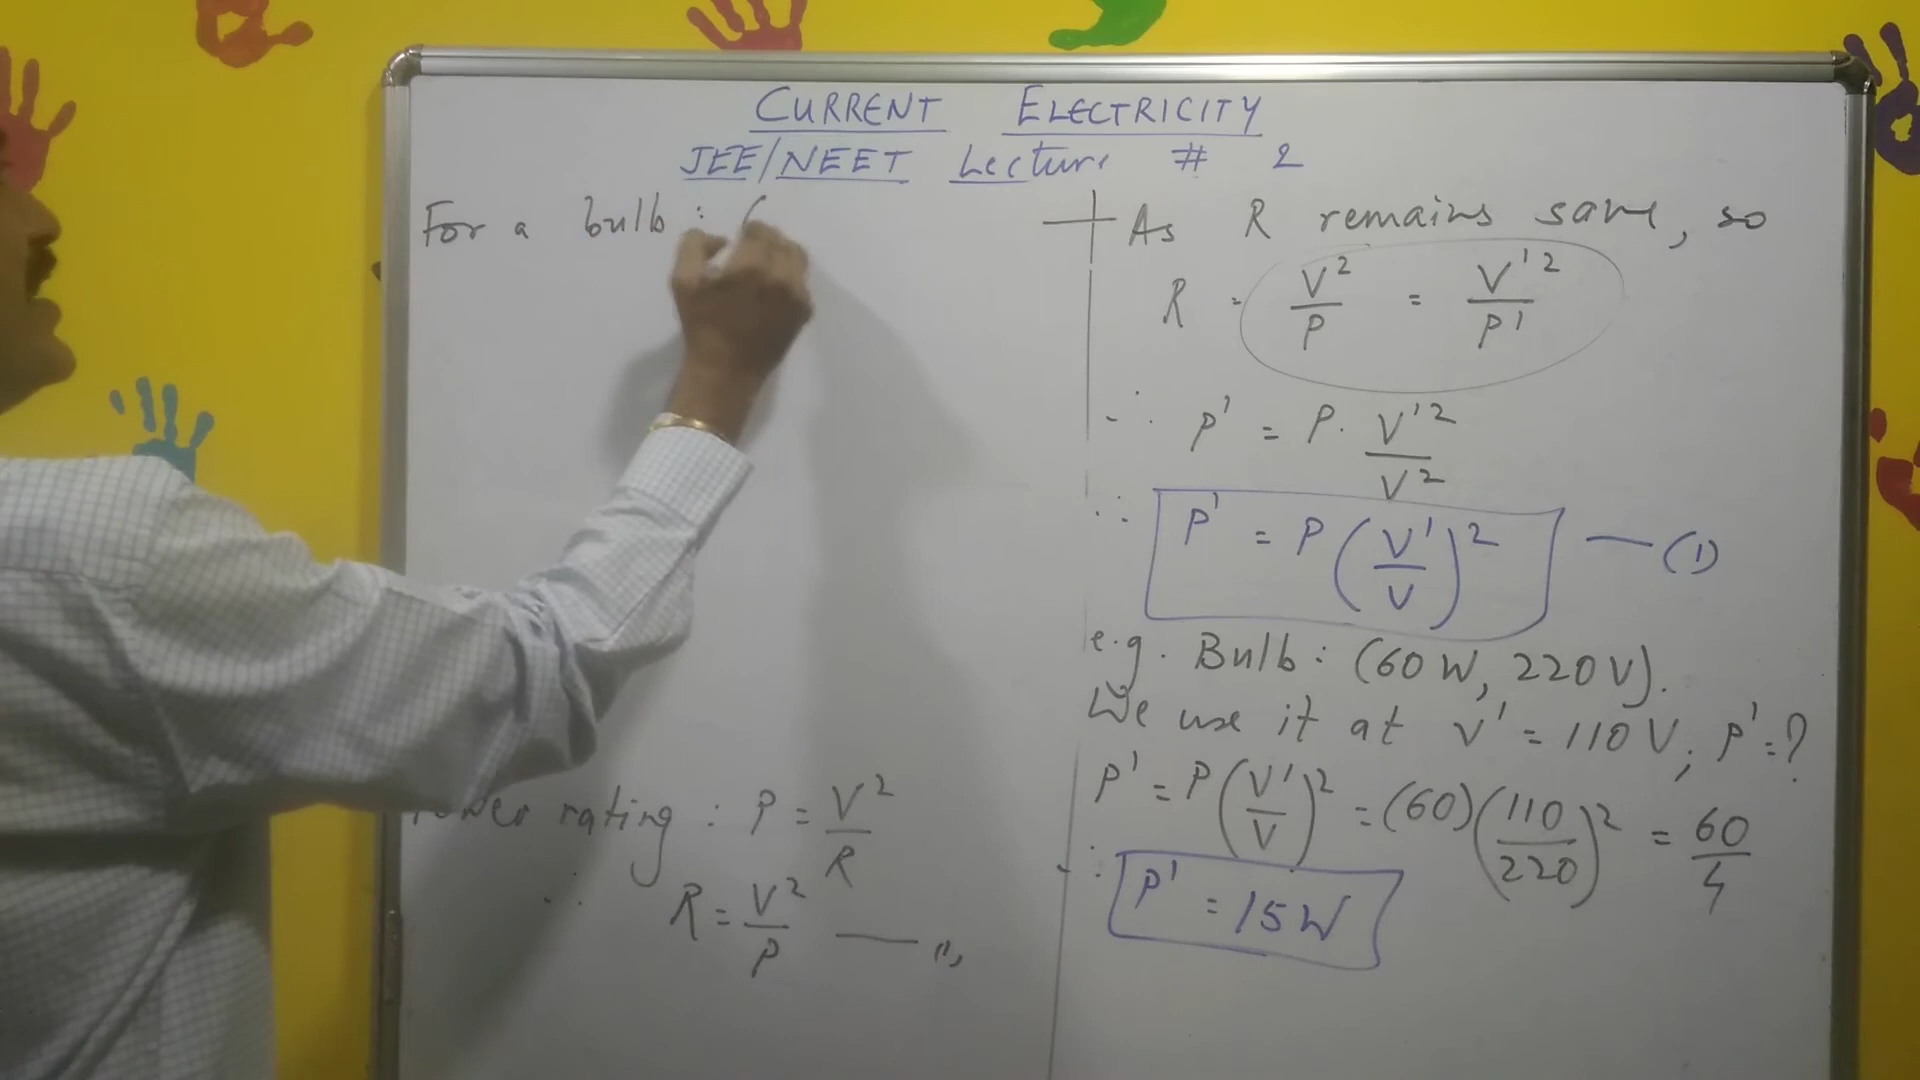 CURRENT ELECTRICITY
JEE/NEET Lecture # 2
For a bulb : (
rating : P = V²/R
∴ R = V²/P —
As R remains same, so
R = V²/P = V'²/P'
∴ P' = P. V'²/V²
∴ P' = P (V'/V)² — (1)
e.g. Bulb : (60 W, 220 V).
We use it at V' = 110 V, P' = ?
P' = P (V'/V)² = (60) (110/220)² = 60/4
∴ P' = 15 W